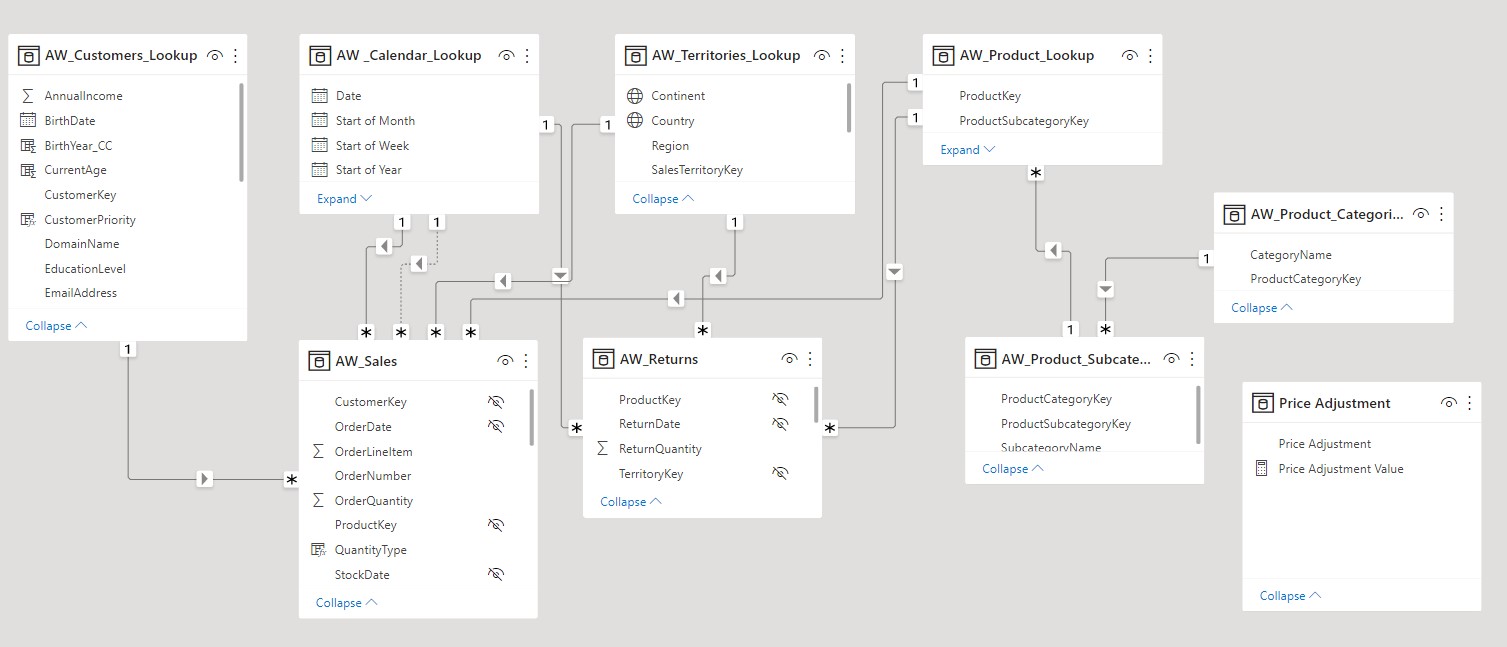 AW_Customers_Lookup
AnnualIncome
BirthDate
BirthYear_CC
CurrentAge
CustomerKey
CustomerPriority
DomainName
EducationLevel
EmailAddress
Collapse
1
*
AW _Calendar_Lookup
Date
Start of Month
Start of Week
Start of Year
Expand
1
1
1
AW_Territories_Lookup
Continent
Country
Region
SalesTerritoryKey
Collapse
1
1
AW_Product_Lookup
ProductKey
ProductSubcategoryKey
Expand
1
1
*
AW_Product_Categori...
CategoryName
ProductCategoryKey
Collapse
1
* * * *
AW_Sales
CustomerKey
OrderDate
OrderLineItem
OrderNumber
OrderQuantity
ProductKey
QuantityType
StockDate
Collapse
*
AW_Returns
ProductKey
ReturnDate
ReturnQuantity
TerritoryKey
Collapse
*
*
1 *
AW_Product_Subcate...
ProductCategoryKey
ProductSubcategoryKey
SubcategoryName
Collapse
Price Adjustment
Price Adjustment
Price Adjustment Value
Collapse